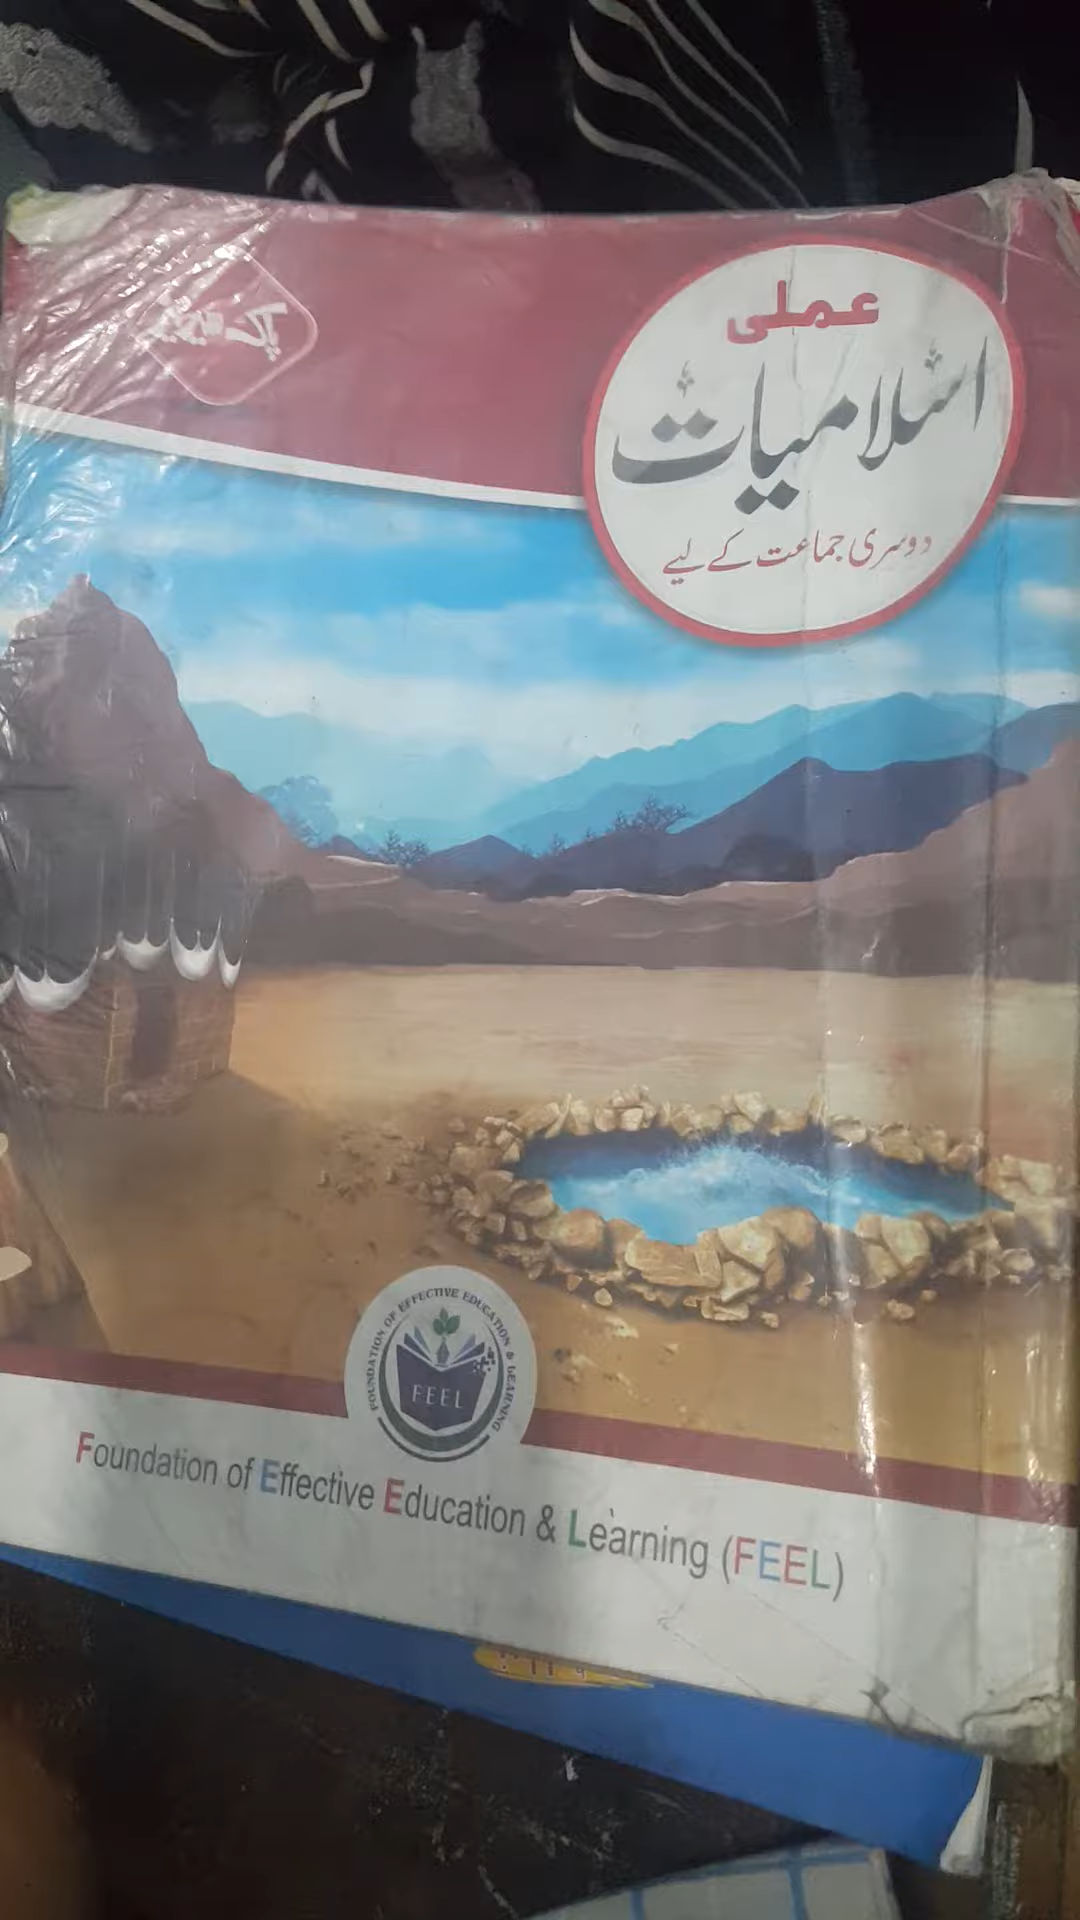 عملی
اسلامیات
دوسری جماعت کے لیے
FOUNDATION OF EFFECTIVE EDUCATION & LEARNING
FEEL
Foundation of Effective Education & Learning (FEEL)